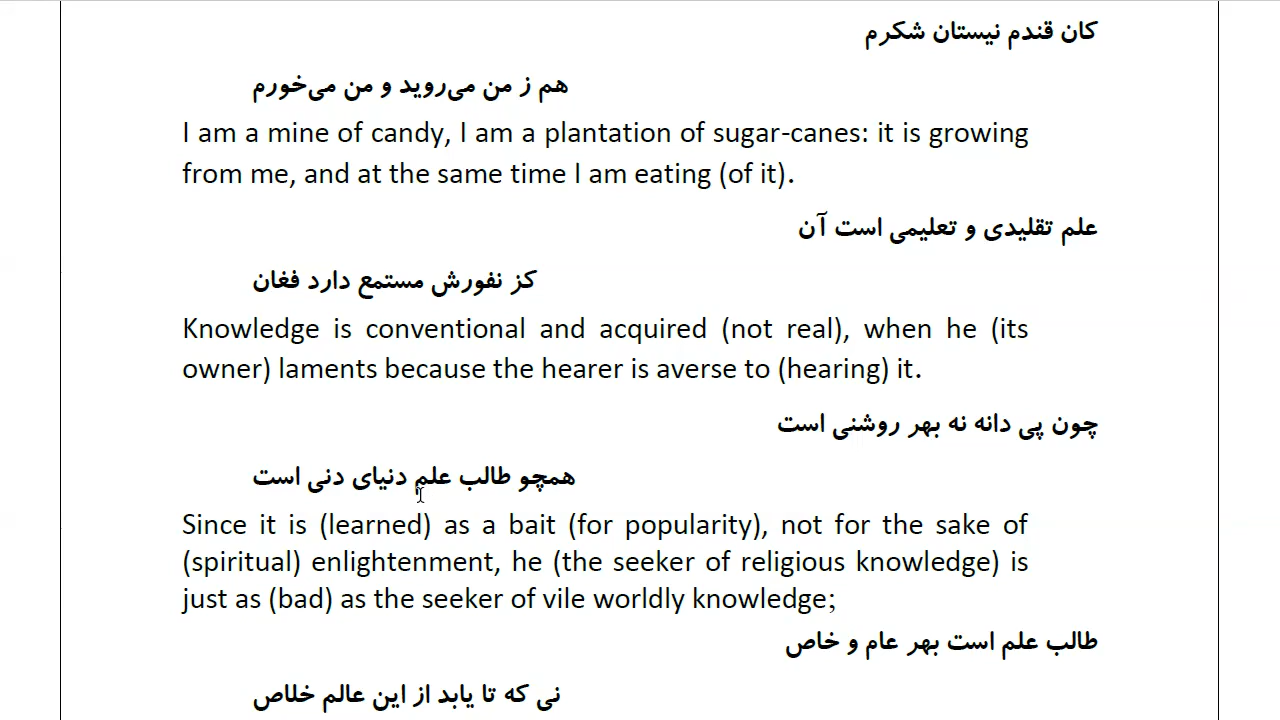 کان قندم نیستان شکرم
هم ز من می‌روید و من می‌خورم
I am a mine of candy, I am a plantation of sugar-canes: it is growing
from me, and at the same time I am eating (of it).
علم تقلیدی و تعلیمی است آن
کز نفورش مستمع دارد فغان
Knowledge is conventional and acquired (not real), when he (its
owner) laments because the hearer is averse to (hearing) it.
چون پی دانه نه بهر روشنی است
همچو طالب علم دنیای دنی است
Since it is (learned) as a bait (for popularity), not for the sake of
(spiritual) enlightenment, he (the seeker of religious knowledge) is
just as (bad) as the seeker of vile worldly knowledge;
طالب علم است بهر عام و خاص
نی که تا یابد از این عالم خلاص